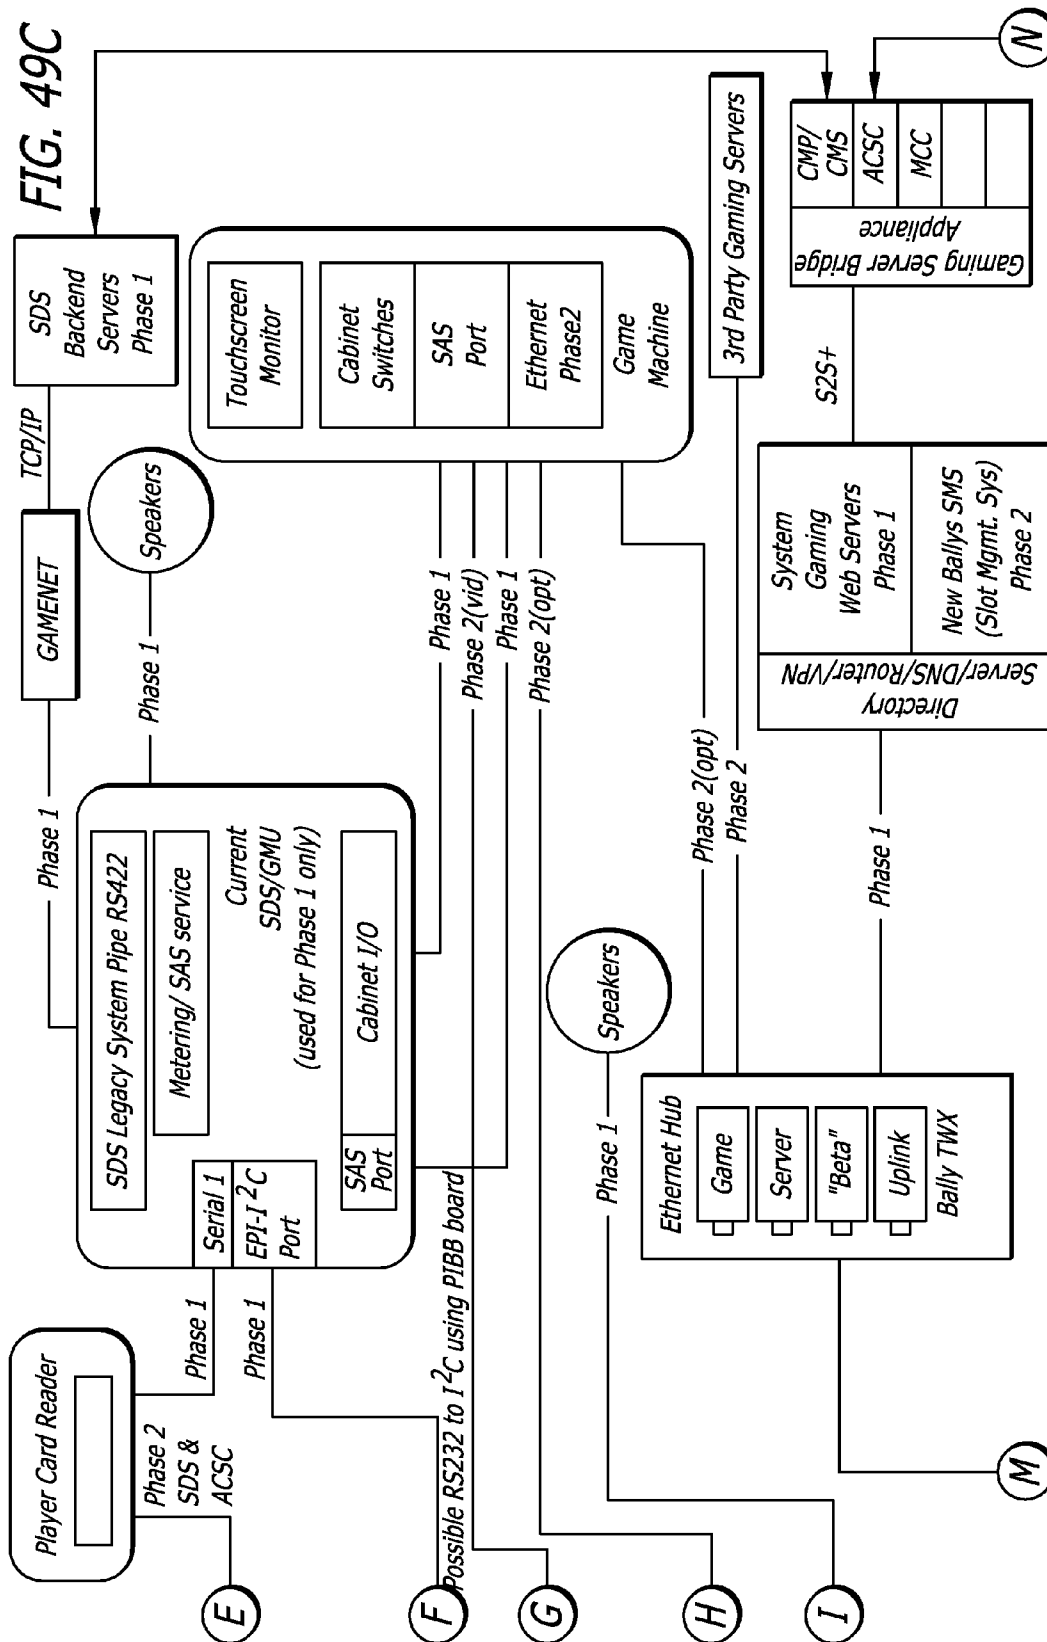 FIG. 49C
Player Card Reader
Phase 2
SDS &
ACSC
Phase 1
Phase 1
SDS Legacy System Pipe RS422
Metering/ SAS service
Serial 1
EPI-I²C
Port
Current
SDS/GMU
(used for Phase 1 only)
SAS
Port
Cabinet I/O
Phase 1
GAMENET
TCP/IP
SDS
Backend
Servers
Phase 1
Phase 1
Speakers
Touchscreen
Monitor
Cabinet
Switches
SAS
Port
Ethernet
Phase2
Game
Machine
Phase 1
Phase 2(vid)
Phase 1
Phase 2(opt)
Possible RS232 to I²C using PIBB board
E
F
G
H
I
Phase 1
Speakers
Ethernet Hub
Game
Server
"Beta"
Uplink
Bally TWX
Phase 2(opt)
Phase 2
3rd Party Gaming Servers
Phase 1
Directory
Server/DNS/Router/VPN
System
Gaming
Web Servers
Phase 1
New Ballys SMS
(Slot Mgmt. Sys)
Phase 2
S2S+
Gaming Server Bridge
Appliance
CMP/
CMS
ACSC
MCC
M
N